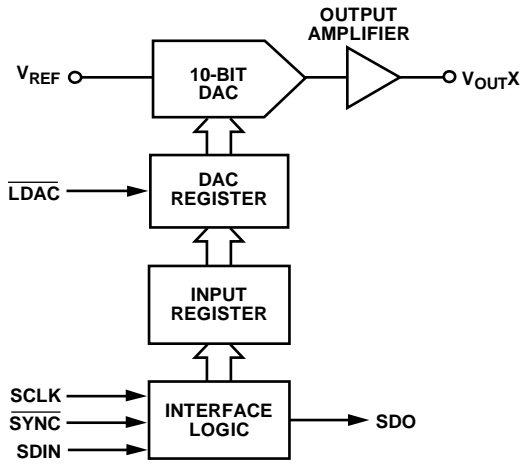 OUTPUT
AMPLIFIER
VREF
10-BIT
DAC
VOUTX
LDAC
DAC
REGISTER
INPUT
REGISTER
SCLK
SYNC
SDIN
INTERFACE
LOGIC
SDO